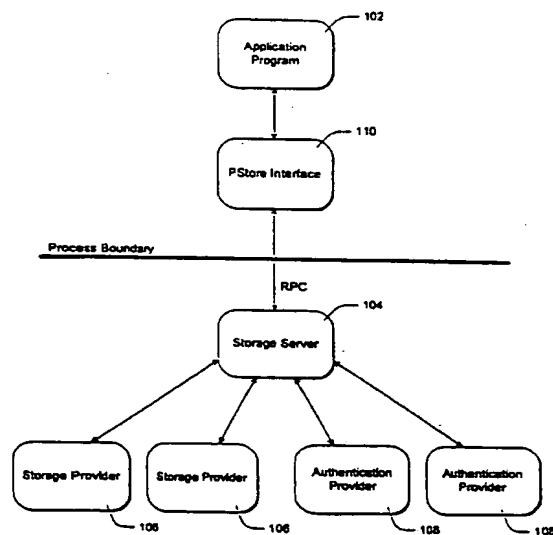 102
Application
Program
110
PStore Interface
Process Boundary
RPC
104
Storage Server
Storage Provider
Storage Provider
Authentication
Provider
Authentication
Provider
106
106
108
108